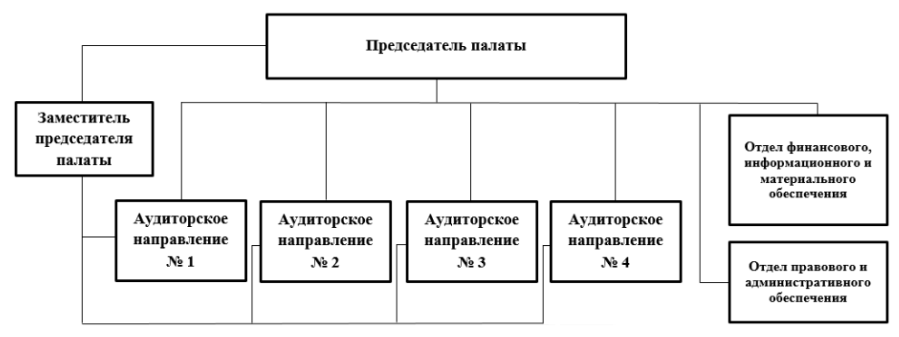 Председатель палаты
Заместитель
председателя
палаты
Отдел финансового,
информационного и
материального
обеспечения
Аудиторское
направление
№ 1
Аудиторское
направление
№ 2
Аудиторское
направление
№ 3
Аудиторское
направление
№ 4
Отдел правового и
административного
обеспечения